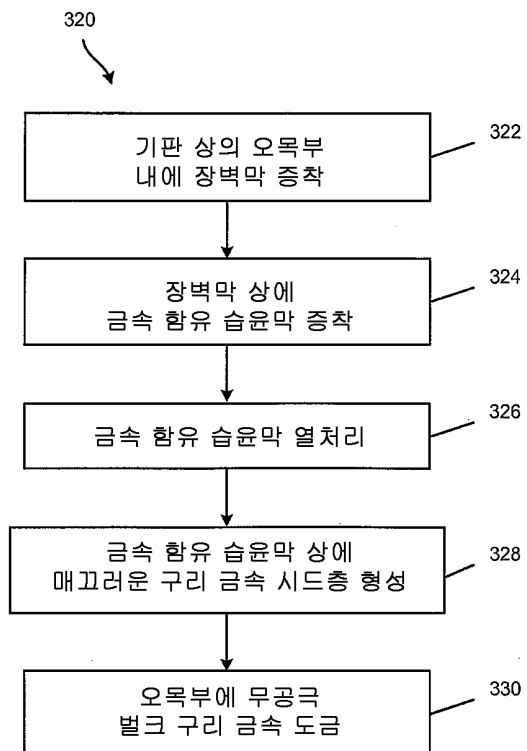 320
기판 상의 오목부
내에 장벽막 증착
322
장벽막 상에
금속 함유 습윤막 증착
324
금속 함유 습윤막 열처리
326
금속 함유 습윤막 상에
매끄러운 구리 금속 시드층 형성
328
오목부에 무공극
벌크 구리 금속 도금
330